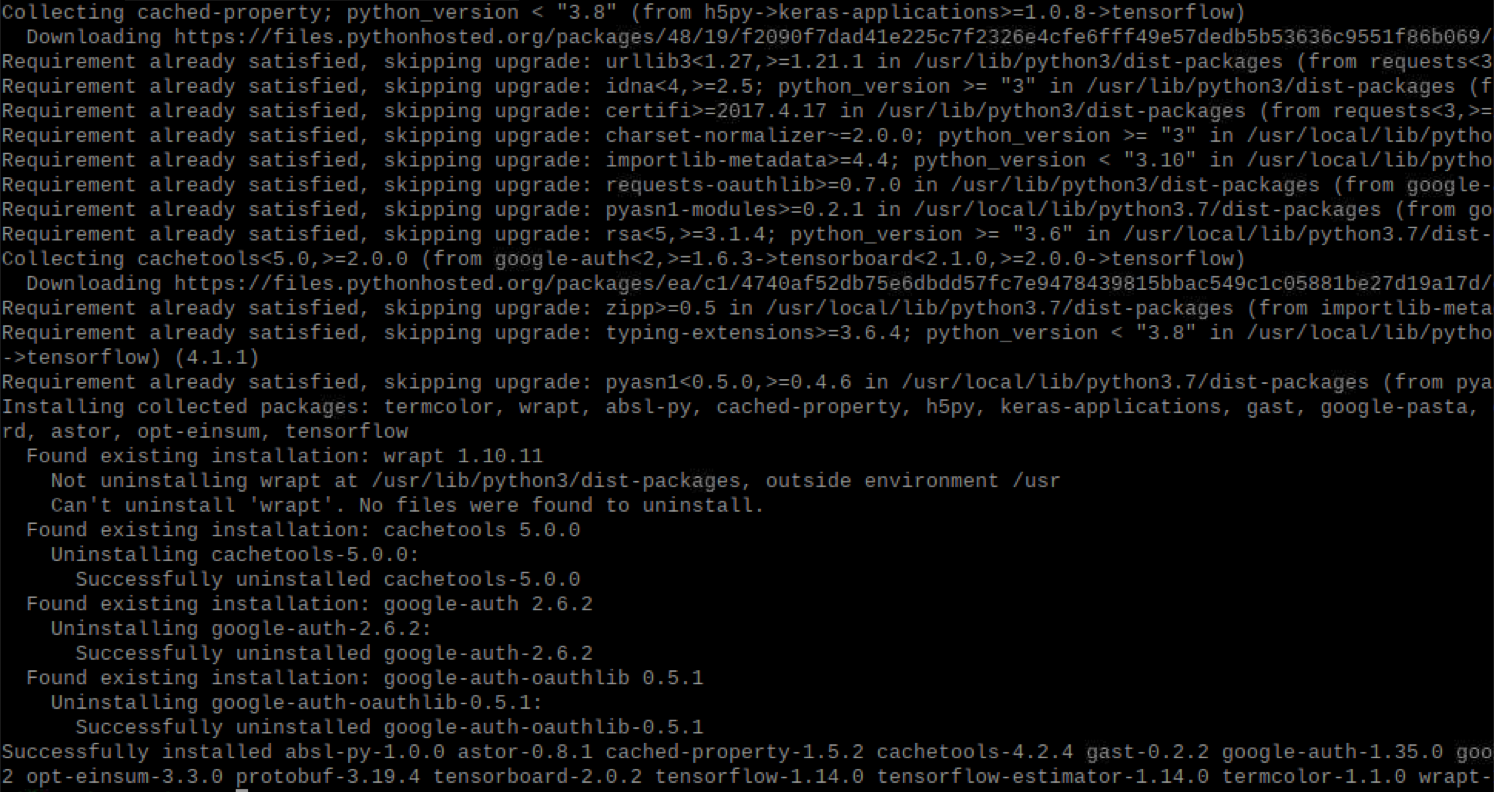 Collecting cached-property; python_version < "3.8" (from h5py->keras-applications>=1.0.8->tensorflow)
  Downloading https://files.pythonhosted.org/packages/48/19/f2090f7dad41e225c7f2326e4cfe6fff49e57dedb5b53636c9551f86b069/
Requirement already satisfied, skipping upgrade: urllib3<1.27,>=1.21.1 in /usr/lib/python3/dist-packages (from requests<3
Requirement already satisfied, skipping upgrade: idna<4,>=2.5; python_version >= "3" in /usr/lib/python3/dist-packages (f
Requirement already satisfied, skipping upgrade: certifi>=2017.4.17 in /usr/lib/python3/dist-packages (from requests<3,>=
Requirement already satisfied, skipping upgrade: charset-normalizer~=2.0.0; python_version >= "3" in /usr/local/lib/pytho
Requirement already satisfied, skipping upgrade: importlib-metadata>=4.4; python_version < "3.10" in /usr/local/lib/pytho
Requirement already satisfied, skipping upgrade: requests-oauthlib>=0.7.0 in /usr/lib/python3/dist-packages (from google-
Requirement already satisfied, skipping upgrade: pyasn1-modules>=0.2.1 in /usr/local/lib/python3.7/dist-packages (from go
Requirement already satisfied, skipping upgrade: rsa<5,>=3.1.4; python_version >= "3.6" in /usr/local/lib/python3.7/dist-
Collecting cachetools<5.0,>=2.0.0 (from google-auth<2,>=1.6.3->tensorboard<2.1.0,>=2.0.0->tensorflow)
  Downloading https://files.pythonhosted.org/packages/ea/c1/4740af52db75e6dbdd57fc7e9478439815bbac549c1c05881be27d19a17d/
Requirement already satisfied, skipping upgrade: zipp>=0.5 in /usr/local/lib/python3.7/dist-packages (from importlib-meta
Requirement already satisfied, skipping upgrade: typing-extensions>=3.6.4; python_version < "3.8" in /usr/local/lib/pytho
->tensorflow) (4.1.1)
Requirement already satisfied, skipping upgrade: pyasn1<0.5.0,>=0.4.6 in /usr/local/lib/python3.7/dist-packages (from pya
Installing collected packages: termcolor, wrapt, absl-py, cached-property, h5py, keras-applications, gast, google-pasta,
rd, astor, opt-einsum, tensorflow
  Found existing installation: wrapt 1.10.11
    Not uninstalling wrapt at /usr/lib/python3/dist-packages, outside environment /usr
    Can't uninstall 'wrapt'. No files were found to uninstall.
  Found existing installation: cachetools 5.0.0
    Uninstalling cachetools-5.0.0:
      Successfully uninstalled cachetools-5.0.0
  Found existing installation: google-auth 2.6.2
    Uninstalling google-auth-2.6.2:
      Successfully uninstalled google-auth-2.6.2
  Found existing installation: google-auth-oauthlib 0.5.1
    Uninstalling google-auth-oauthlib-0.5.1:
      Successfully uninstalled google-auth-oauthlib-0.5.1
Successfully installed absl-py-1.0.0 astor-0.8.1 cached-property-1.5.2 cachetools-4.2.4 gast-0.2.2 google-auth-1.35.0 goo
2 opt-einsum-3.3.0 protobuf-3.19.4 tensorboard-2.0.2 tensorflow-1.14.0 tensorflow-estimator-1.14.0 termcolor-1.1.0 wrapt-